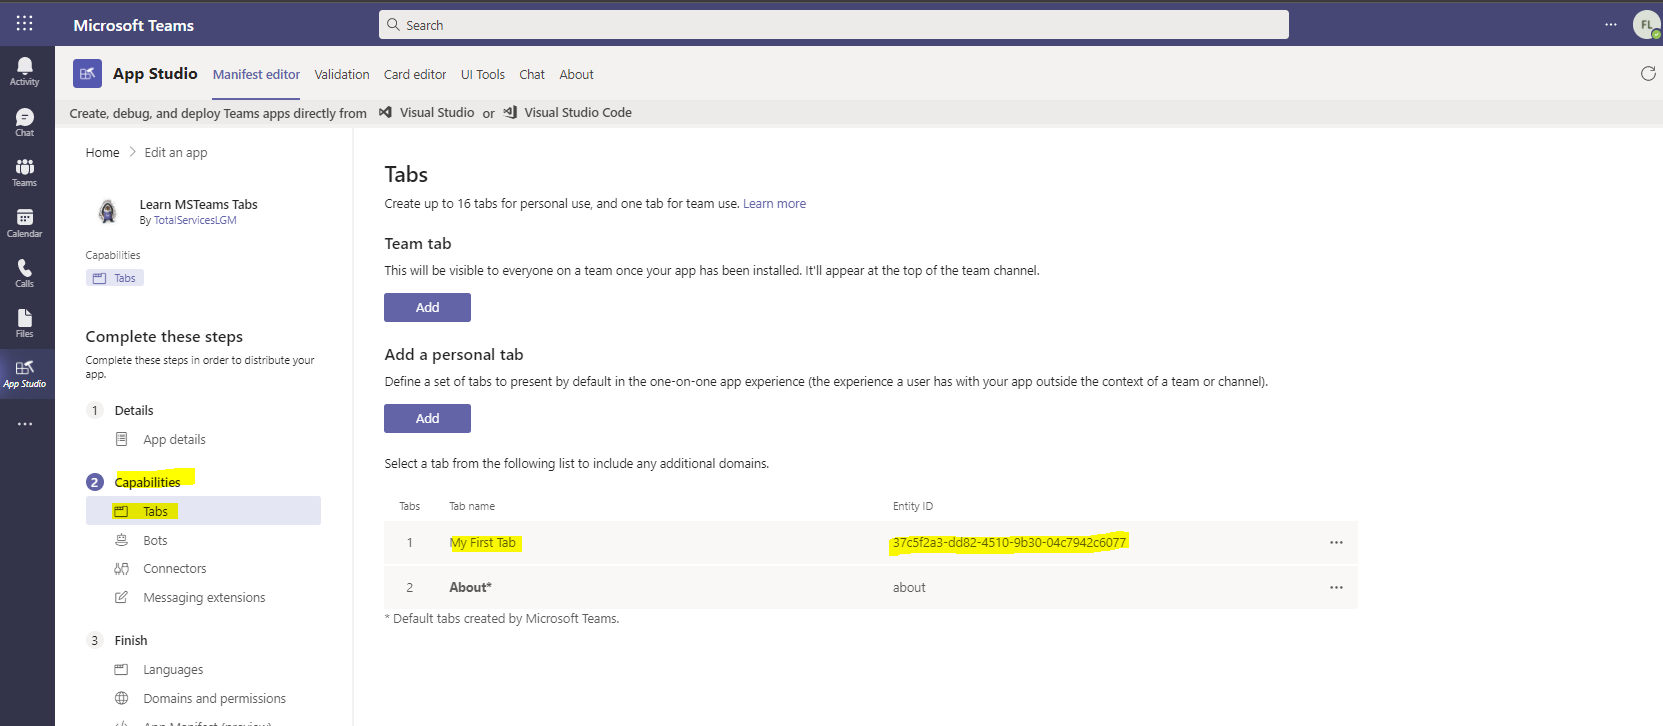 Microsoft Teams
Search
FL
Activity
Chat
Teams
Calendar
Calls
Files
App Studio
App Studio
Manifest editor
Validation
Card editor
UI Tools
Chat
About
Create, debug, and deploy Teams apps directly from Visual Studio or Visual Studio Code
Home > Edit an app
Learn MSTeams Tabs
By TotalServicesLGM
Capabilities
Tabs
Complete these steps
Complete these steps in order to distribute your
app.
1 Details
App details
2 Capabilities
Tabs
Bots
Connectors
Messaging extensions
3 Finish
Languages
Domains and permissions
App Manifest (preview)
Tabs
Create up to 16 tabs for personal use, and one tab for team use. Learn more
Team tab
This will be visible to everyone on a team once your app has been installed. It'll appear at the top of the team channel.
Add
Add a personal tab
Define a set of tabs to present by default in the one-on-one app experience (the experience a user has with your app outside the context of a team or channel).
Add
Select a tab from the following list to include any additional domains.
Tabs Tab name Entity ID
1 My First Tab 37c5f2a3-dd82-4510-9b30-04c7942c6077 ...
2 About* about ...
* Default tabs created by Microsoft Teams.